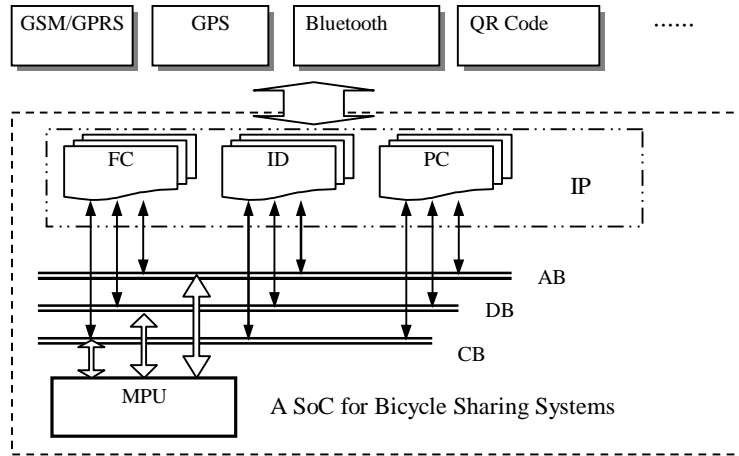 GSM/GPRS
GPS
Bluetooth
QR Code
......
FC
ID
PC
IP
AB
DB
CB
MPU
A SoC for Bicycle Sharing Systems